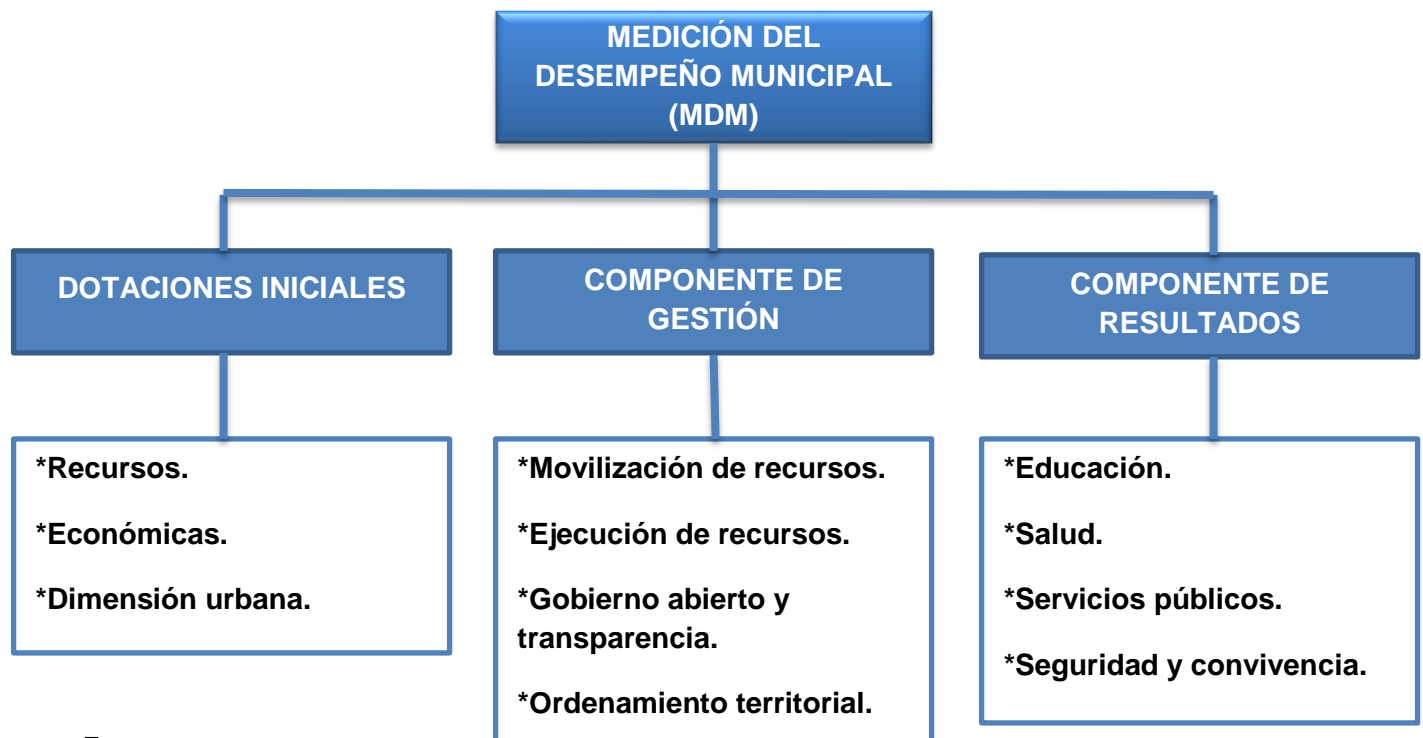 MEDICIÓN DEL
DESEMPEÑO MUNICIPAL
(MDM)
DOTACIONES INICIALES
COMPONENTE DE
GESTIÓN
COMPONENTE DE
RESULTADOS
*Recursos.
*Económicas.
*Dimensión urbana.
*Movilización de recursos.
*Ejecución de recursos.
*Gobierno abierto y
transparencia.
*Ordenamiento territorial.
*Educación.
*Salud.
*Servicios públicos.
*Seguridad y convivencia.